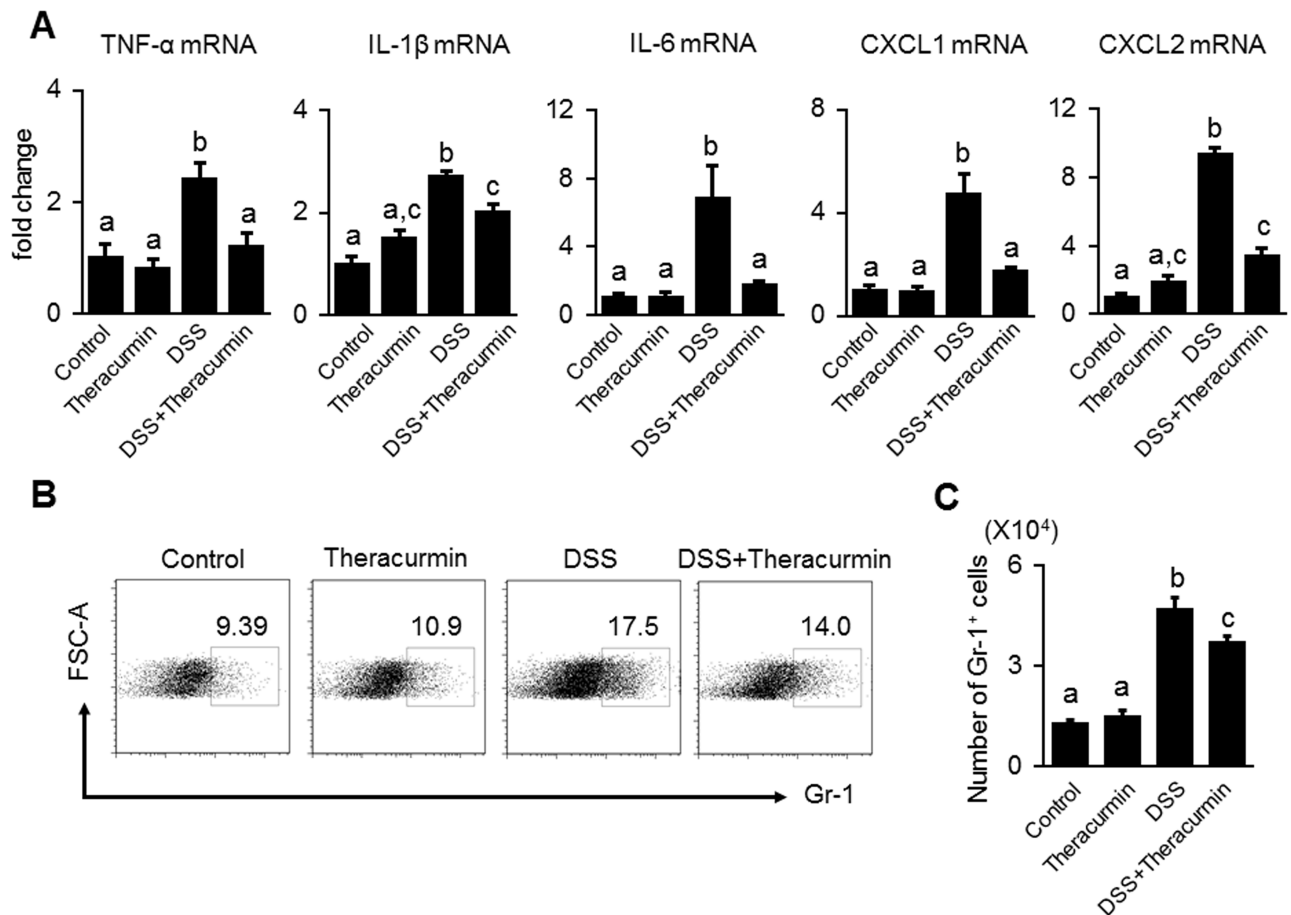 A
TNF-α mRNA
IL-1β mRNA
IL-6 mRNA
CXCL1 mRNA
CXCL2 mRNA
fold change
4
2
0
a
a
b
a
Control
Theracurmin
DSS
DSS+Theracurmin
4
2
0
a
a,c
b
c
Control
Theracurmin
DSS
DSS+Theracurmin
12
8
4
0
a
a
b
a
Control
Theracurmin
DSS
DSS+Theracurmin
8
4
0
a
a
b
a
Control
Theracurmin
DSS
DSS+Theracurmin
12
8
4
0
a
a,c
b
c
Control
Theracurmin
DSS
DSS+Theracurmin
B
Control
Theracurmin
DSS
DSS+Theracurmin
FSC-A
9.39
10.9
17.5
14.0
Gr-1
C
(X10⁴)
Number of Gr-1⁺ cells
6
3
0
a
a
b
c
Control
Theracurmin
DSS
DSS+Theracurmin